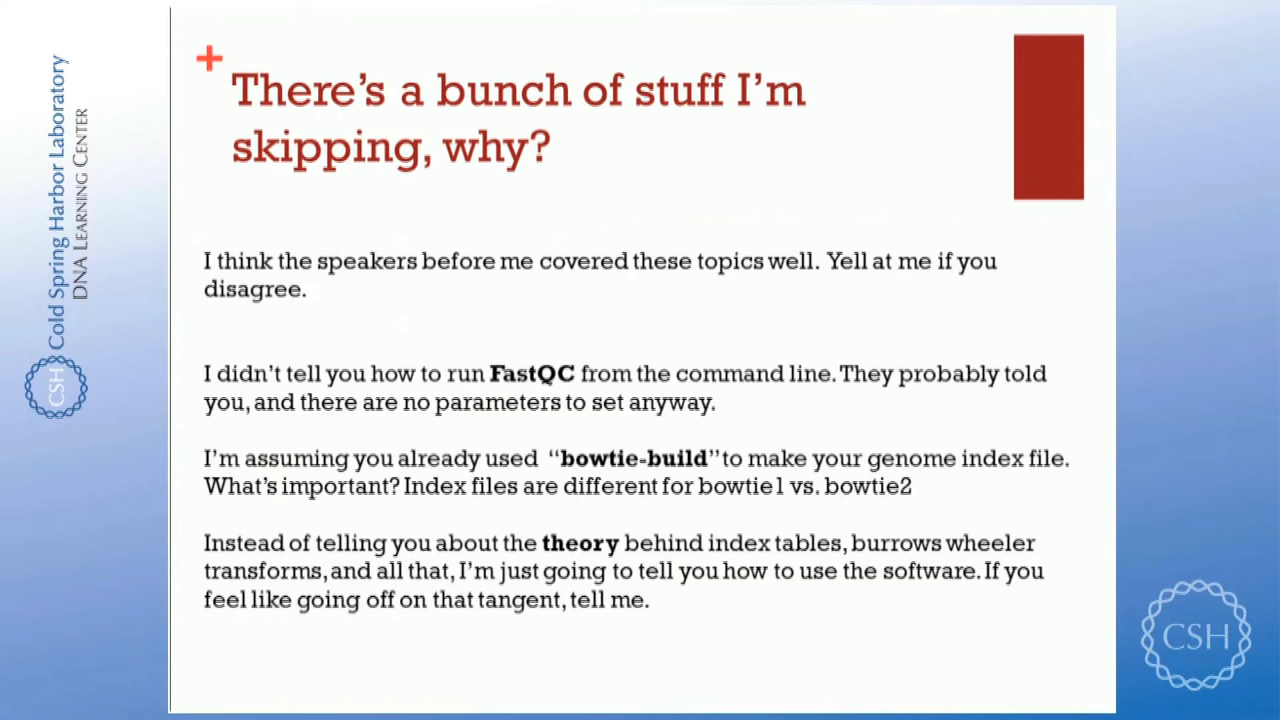 Cold Spring Harbor Laboratory
DNA Learning Center
CSH
+
There's a bunch of stuff I'm
skipping, why?
I think the speakers before me covered these topics well. Yell at me if you
disagree.
I didn't tell you how to run FastQC from the command line. They probably told
you, and there are no parameters to set anyway.
I'm assuming you already used “bowtie-build” to make your genome index file.
What's important? Index files are different for bowtie1 vs. bowtie2
Instead of telling you about the theory behind index tables, burrows wheeler
transforms, and all that, I'm just going to tell you how to use the software. If you
feel like going off on that tangent, tell me.
CSH